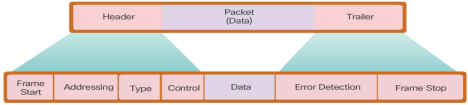 Header
Packet
(Data)
Trailer
Frame
Start
Addressing
Type
Control
Data
Error Detection
Frame Stop